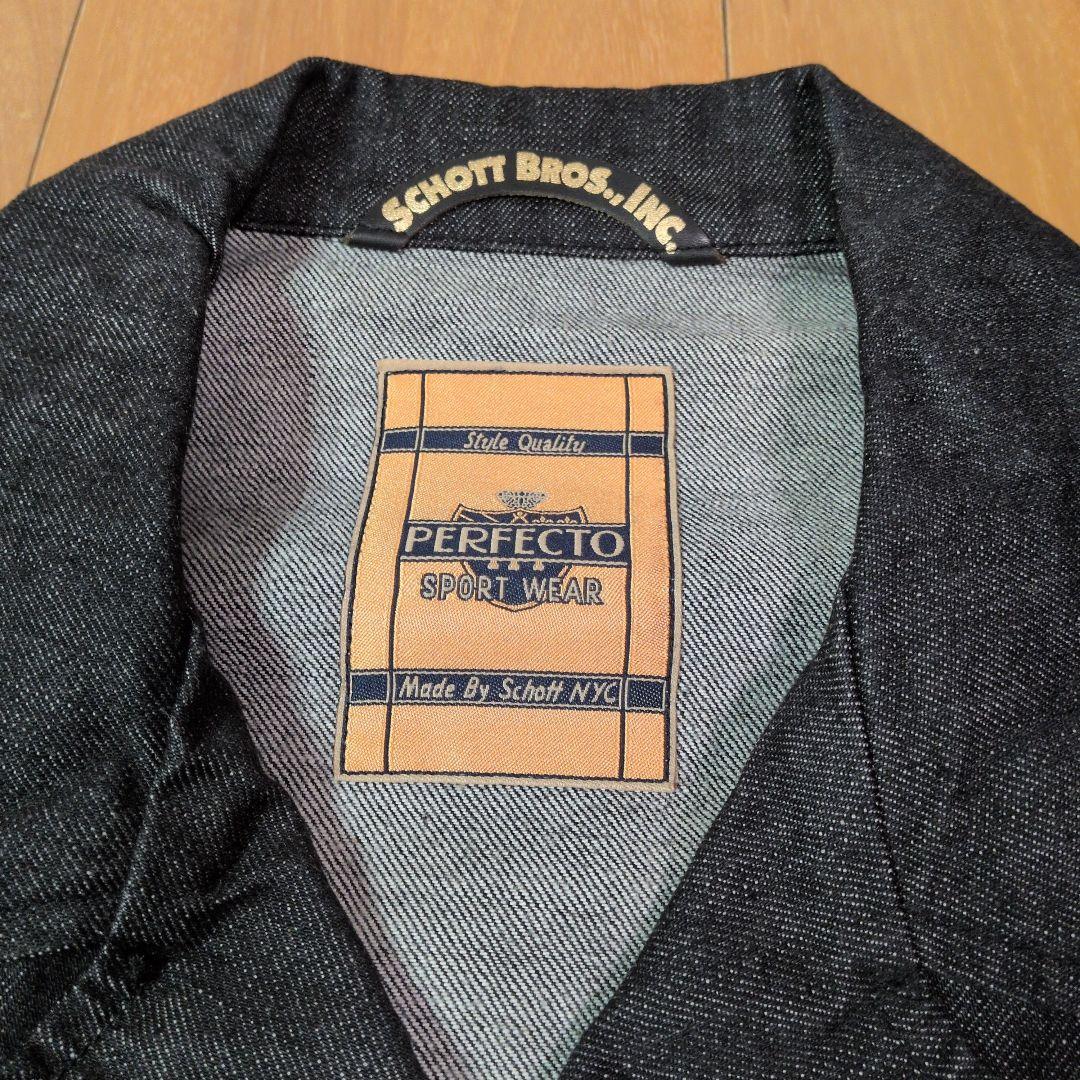 SCHOTT BROS., INC.
Style Quality
PERFECTO
SPORT WEAR
Made By Schott NYC